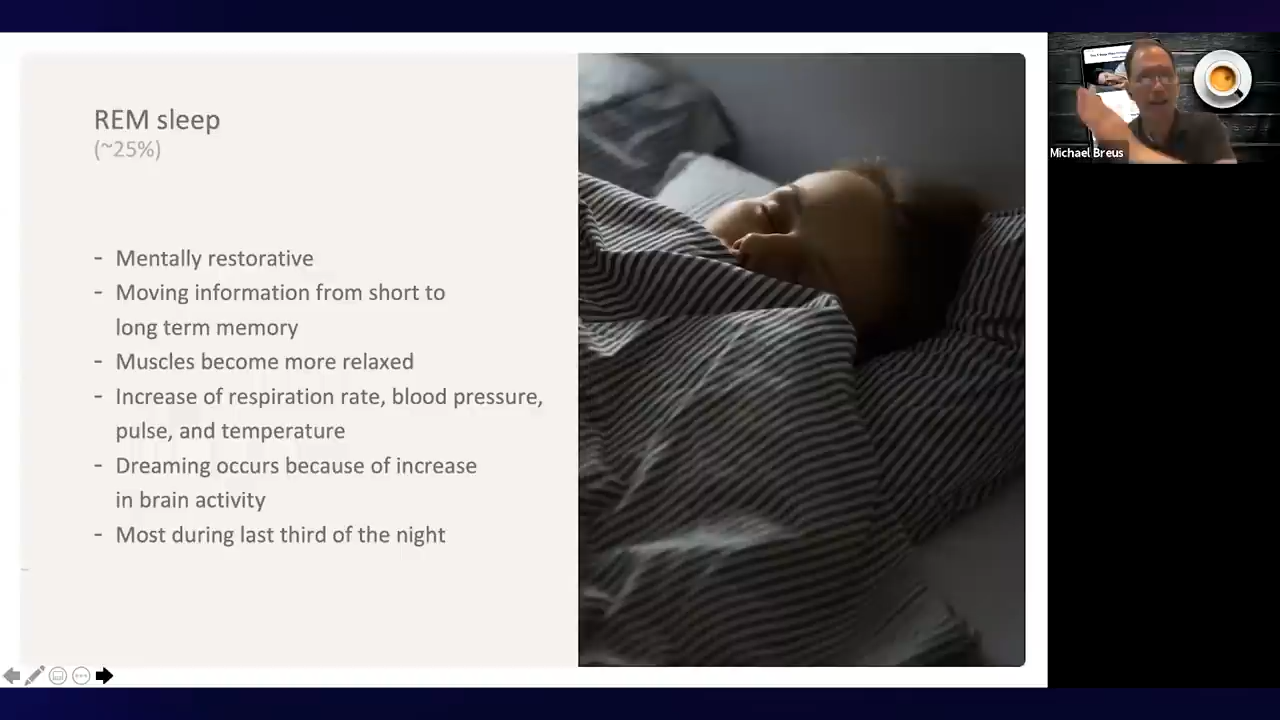 REM sleep
(~25%)
- Mentally restorative
- Moving information from short to
long term memory
- Muscles become more relaxed
- Increase of respiration rate, blood pressure,
pulse, and temperature
- Dreaming occurs because of increase
in brain activity
- Most during last third of the night
Michael Breus